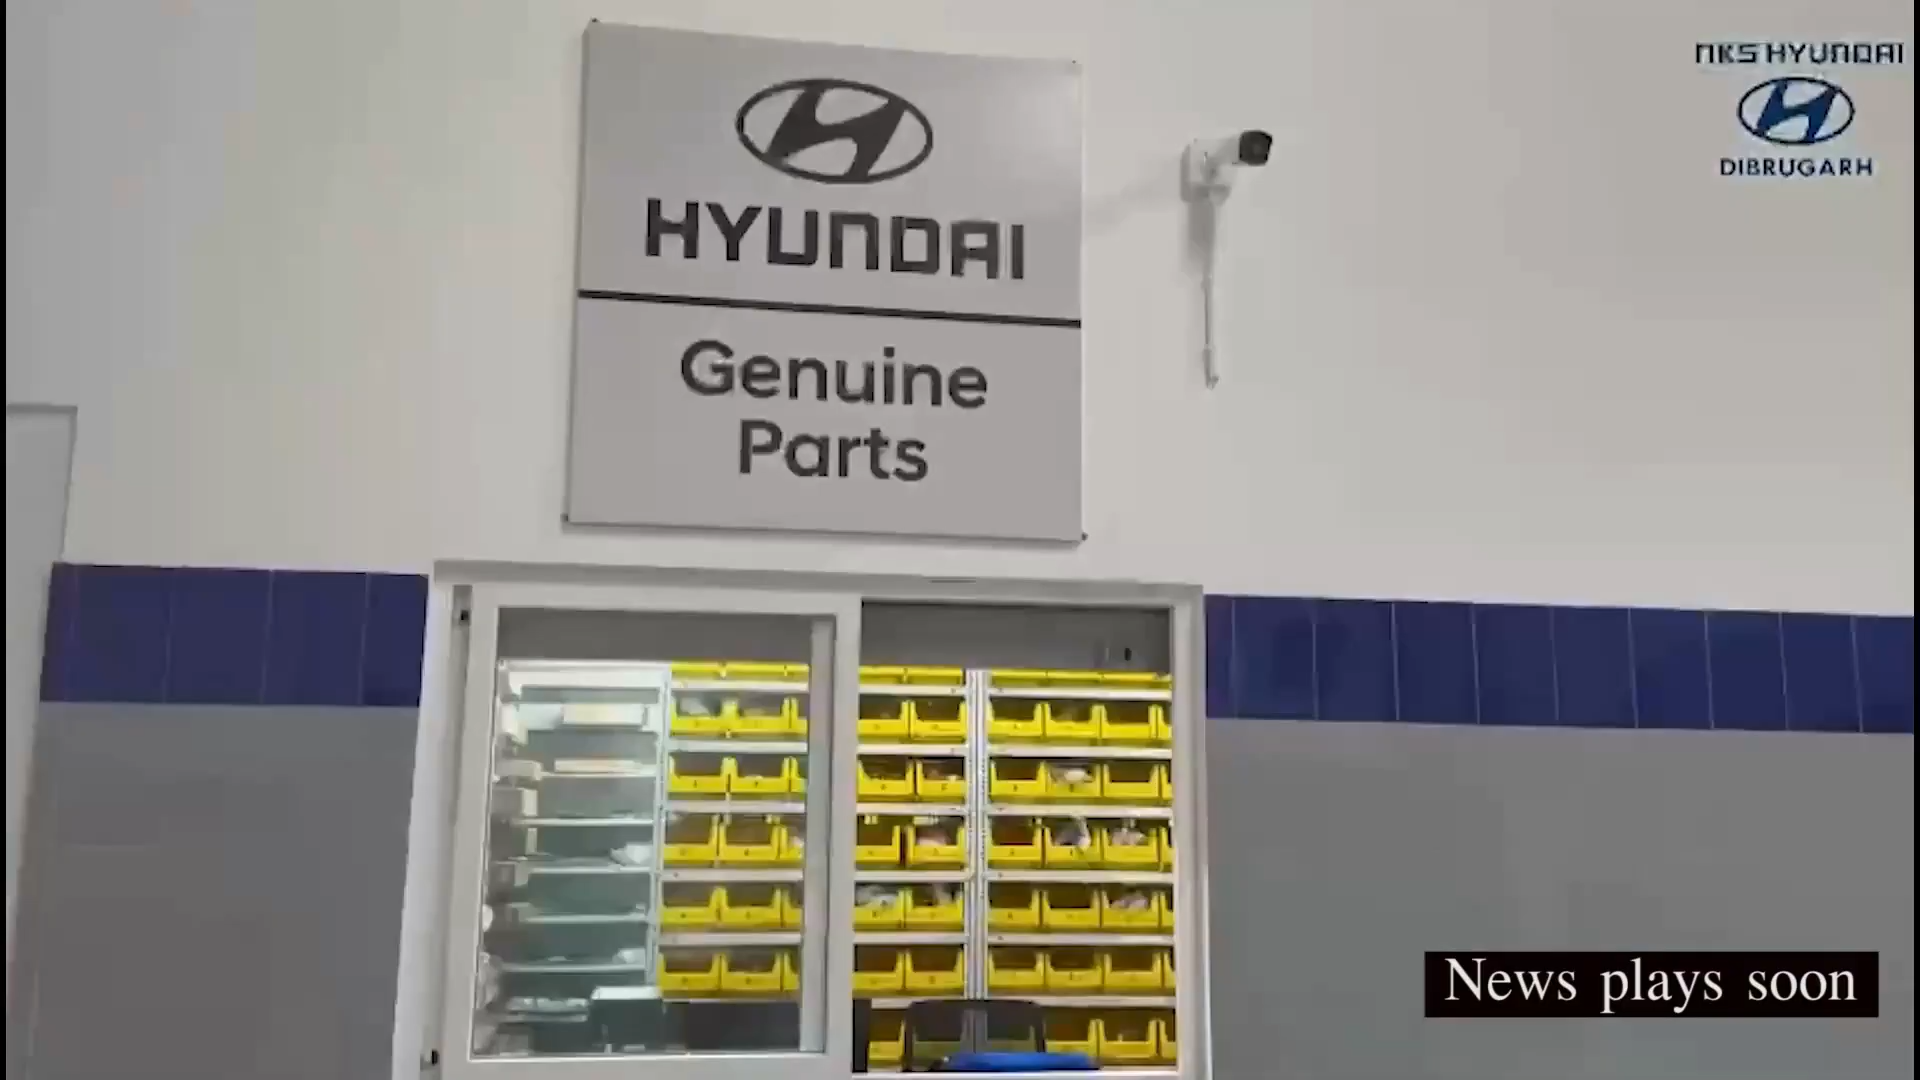 HYUNDAI
Genuine
Parts
NKS HYUNDAI
DIBRUGARH
News plays soon